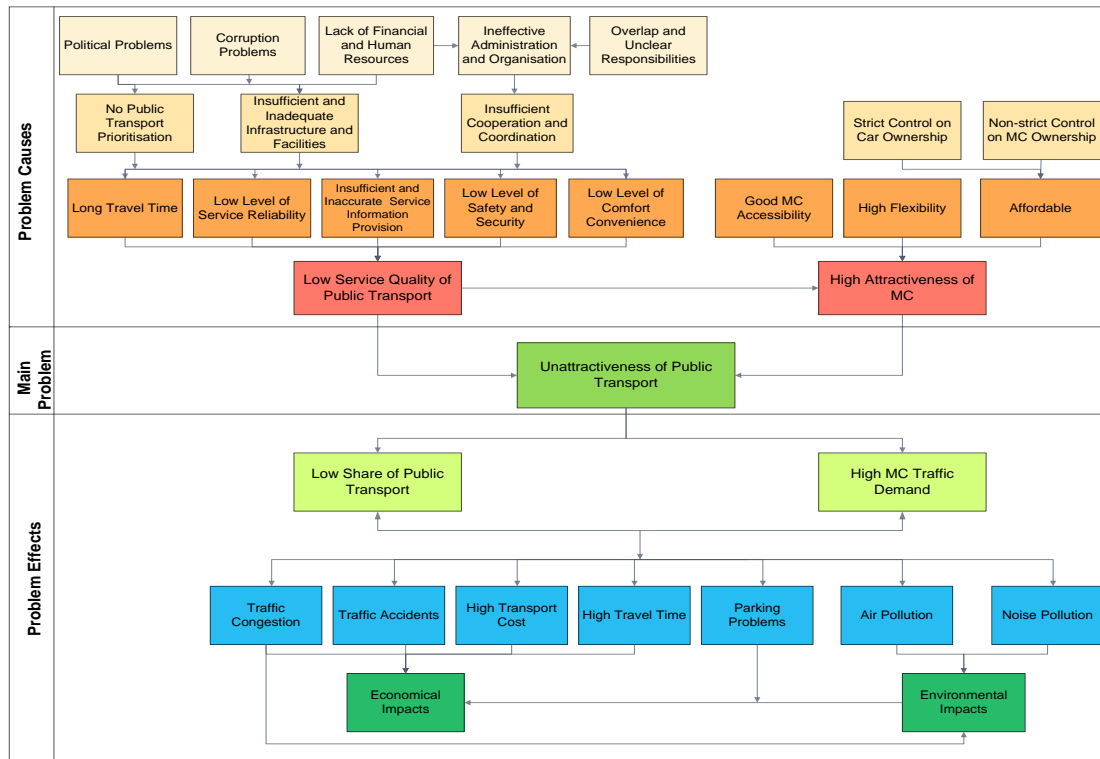 Problem Causes
Political Problems
Corruption
Problems
Lack of Financial
and Human
Resources
Ineffective
Administration
and Organisation
Overlap and
Unclear
Responsibilities
No Public
Transport
Prioritisation
Insufficient and
Inadequate
Infrastructure and
Facilities
Insufficient
Cooperation and
Coordination
Strict Control on
Car Ownership
Non-strict Control
on MC Ownership
Long Travel Time
Low Level of
Service Reliability
Insufficient and
Inaccurate Service
Information
Provision
Low Level of
Safety and
Security
Low Level of
Comfort
Convenience
Good MC
Accessibility
High Flexibility
Affordable
Low Service Quality of
Public Transport
High Attractiveness of
MC
Main
Problem
Unattractiveness of Public
Transport
Problem Effects
Low Share of Public
Transport
High MC Traffic
Demand
Traffic
Congestion
Traffic Accidents
High Transport
Cost
High Travel Time
Parking
Problems
Air Pollution
Noise Pollution
Economical
Impacts
Environmental
Impacts